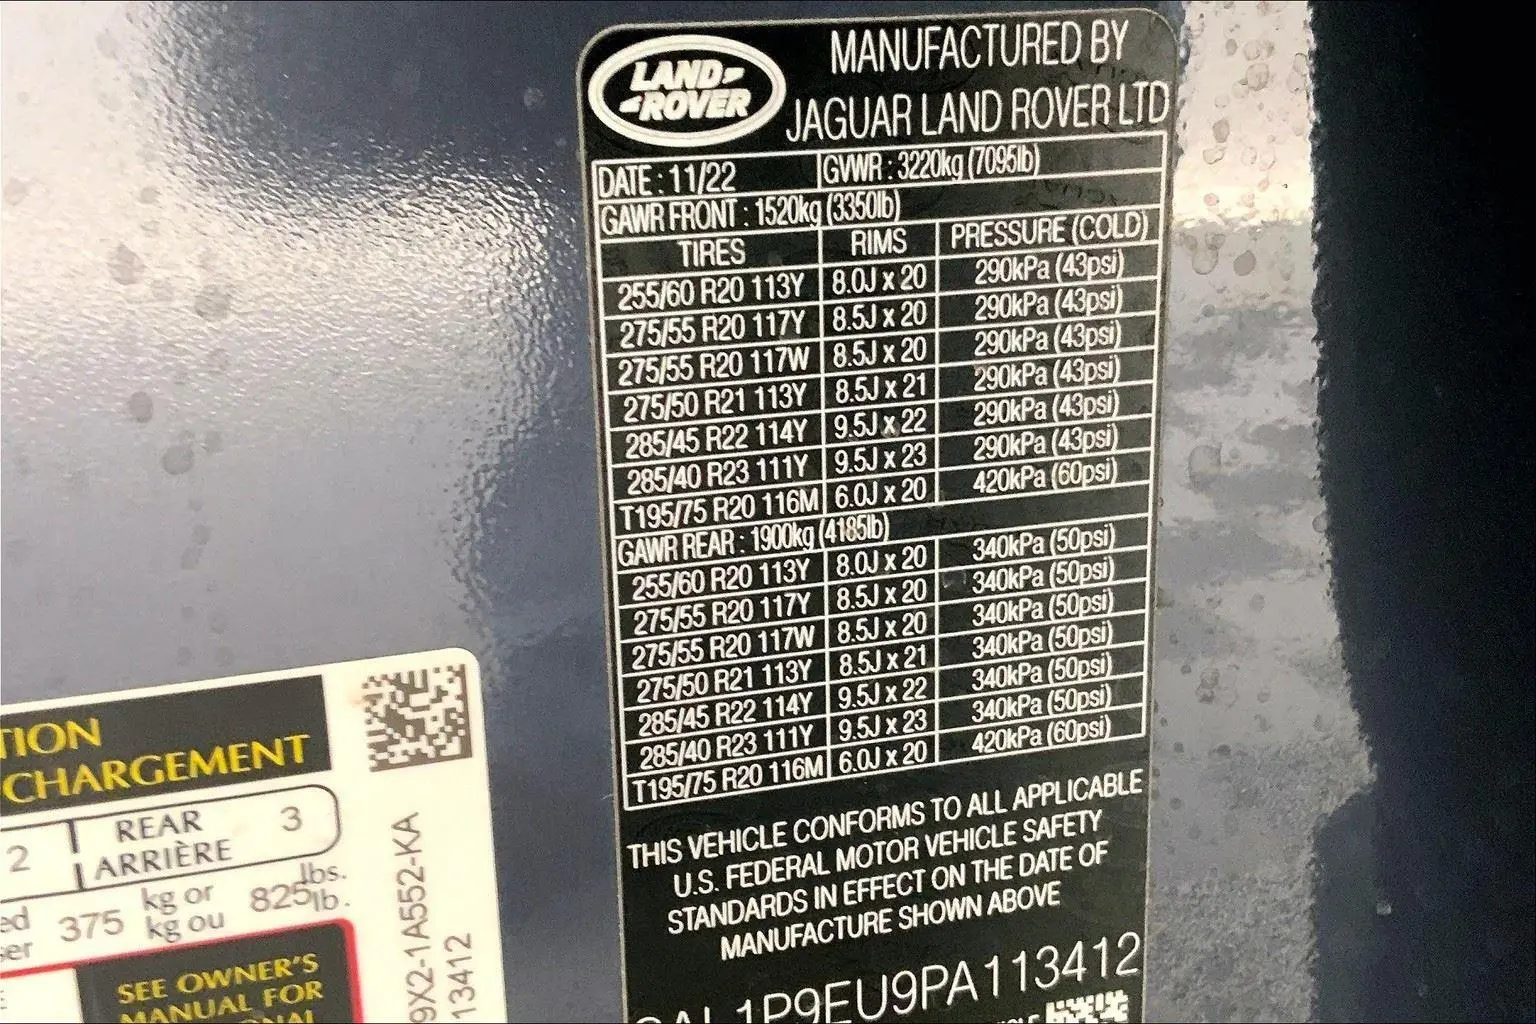 LAND ROVER
MANUFACTURED BY
JAGUAR LAND ROVER LTD
DATE : 11/22 GVWR : 3220kg (7095lb)
GAWR FRONT : 1520kg (3350lb)
TIRES RIMS PRESSURE (COLD)
255/60 R20 113Y 8.0J x 20 290kPa (43psi)
275/55 R20 117Y 8.5J x 20 290kPa (43psi)
275/55 R20 117W 8.5J x 20 290kPa (43psi)
275/50 R21 113Y 8.5J x 21 290kPa (43psi)
285/45 R22 114Y 9.5J x 22 290kPa (43psi)
285/40 R23 111Y 9.5J x 23 290kPa (43psi)
T195/75 R20 116M 6.0J x 20 420kPa (60psi)
GAWR REAR : 1900kg (4185lb)
255/60 R20 113Y 8.0J x 20 340kPa (50psi)
275/55 R20 117Y 8.5J x 20 340kPa (50psi)
275/55 R20 117W 8.5J x 20 340kPa (50psi)
275/50 R21 113Y 8.5J x 21 340kPa (50psi)
285/45 R22 114Y 9.5J x 22 340kPa (50psi)
285/40 R23 111Y 9.5J x 23 340kPa (50psi)
T195/75 R20 116M 6.0J x 20 420kPa (60psi)
THIS VEHICLE CONFORMS TO ALL APPLICABLE
U.S. FEDERAL MOTOR VEHICLE SAFETY
STANDARDS IN EFFECT ON THE DATE OF
MANUFACTURE SHOWN ABOVE
SAL1P9EU9PA113412
TION
CHARGEMENT
2 REAR 3
ARRIÈRE
375 kg or 825 lbs.
kg ou lb.
SEE OWNER'S
MANUAL FOR
9X2-1A552-KA
13412